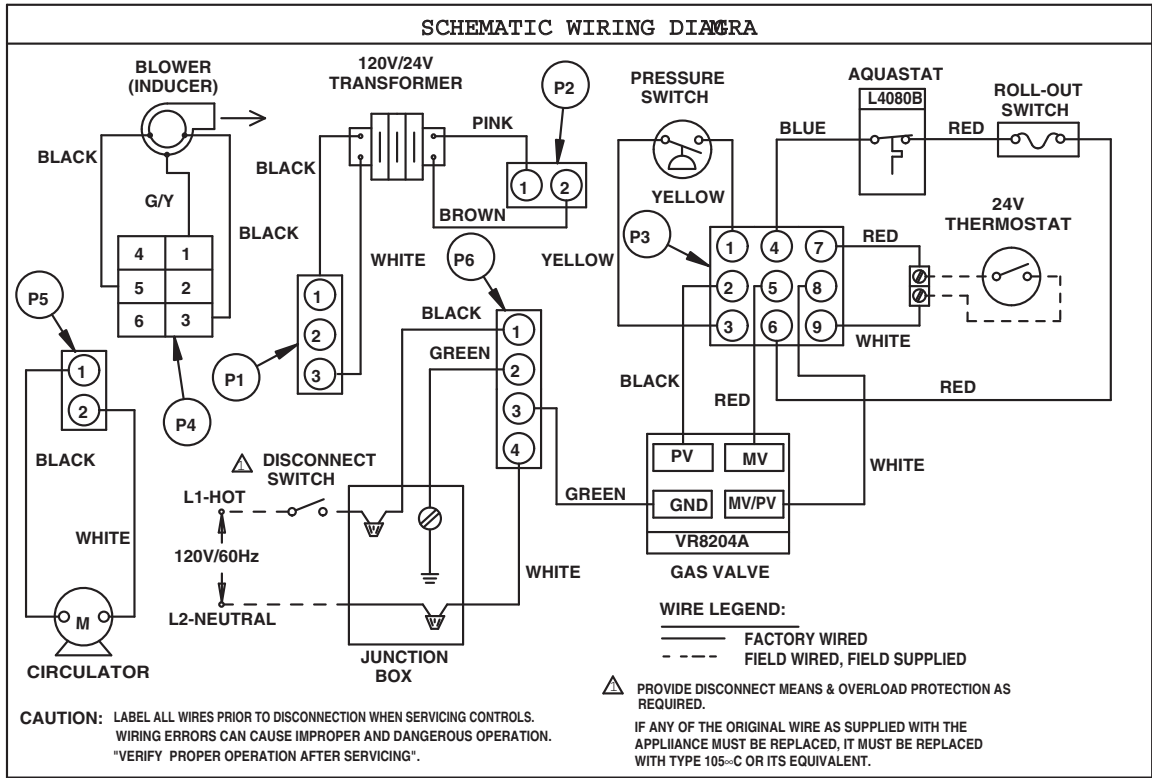 SCHEMATIC WIRING DIAGMRA
BLOWER
(INDUCER)
BLACK
G/Y
BLACK
4 1
5 2
6 3
P4
P5
1
2
BLACK
WHITE
M
CIRCULATOR
120V/24V
TRANSFORMER
BLACK
WHITE
PINK
BROWN
P2
1 2
P1
1
2
3
P6
BLACK
GREEN
1
2
3
4
GREEN
WHITE
⚠1 DISCONNECT
SWITCH
L1-HOT
120V/60Hz
L2-NEUTRAL
JUNCTION
BOX
PRESSURE
SWITCH
YELLOW
YELLOW
P3
1 4 7
2 5 8
3 6 9
AQUASTAT
L4080B
BLUE
RED
ROLL-OUT
SWITCH
24V
THERMOSTAT
RED
WHITE
RED
BLACK
RED
WHITE
PV MV
GND MV/PV
VR8204A
GAS VALVE
WIRE LEGEND:
FACTORY WIRED
FIELD WIRED, FIELD SUPPLIED
⚠1 PROVIDE DISCONNECT MEANS & OVERLOAD PROTECTION AS
REQUIRED.
IF ANY OF THE ORIGINAL WIRE AS SUPPLIED WITH THE
APPLIIANCE MUST BE REPLACED, IT MUST BE REPLACED
WITH TYPE 105∞C OR ITS EQUIVALENT.
CAUTION: LABEL ALL WIRES PRIOR TO DISCONNECTION WHEN SERVICING CONTROLS.
WIRING ERRORS CAN CAUSE IMPROPER AND DANGEROUS OPERATION.
"VERIFY PROPER OPERATION AFTER SERVICING".